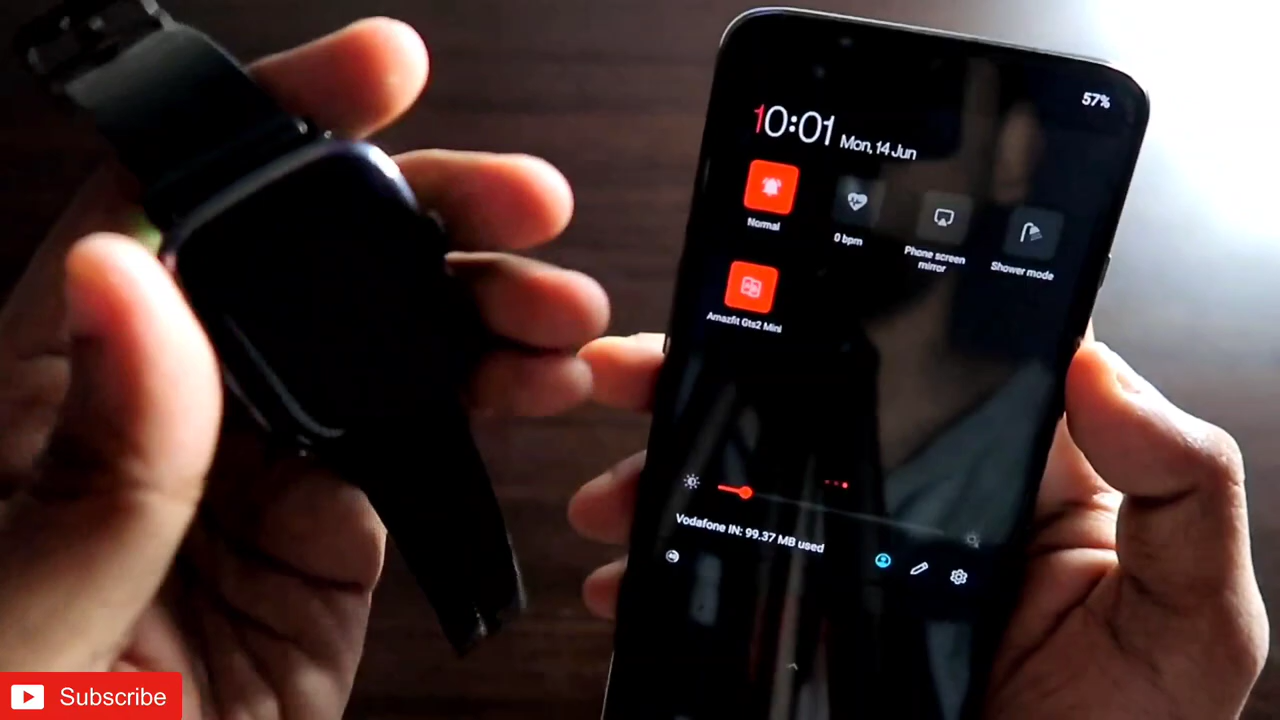 57%
10:01 Mon, 14 Jun
Normal
0 bpm
Phone screen
mirror
Shower mode
Amazfit Gts2 Mini
Vodafone IN: 99.37 MB used
Subscribe